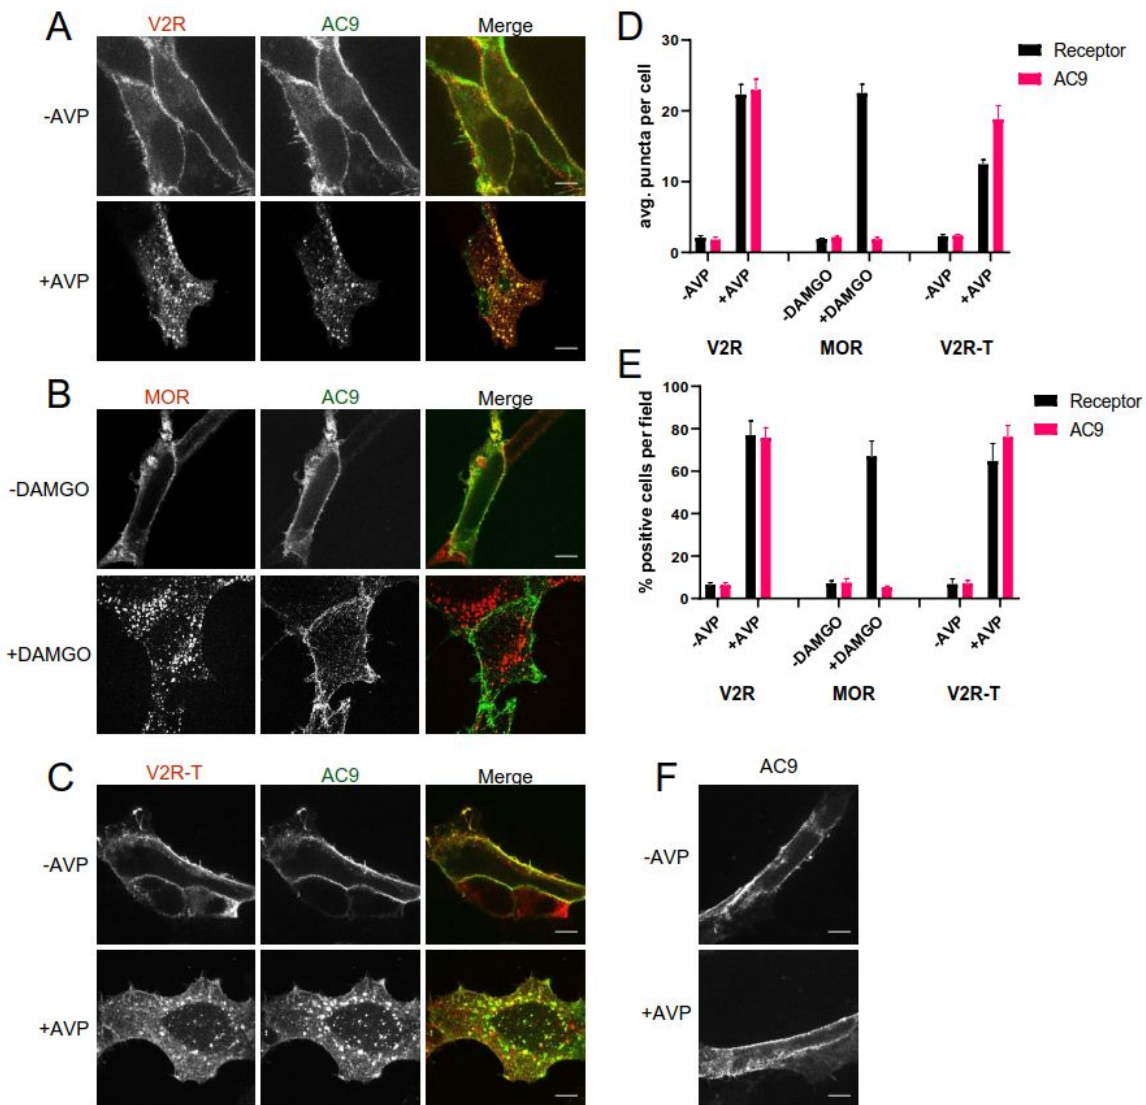 A
V2R AC9 Merge
-AVP
+AVP
B
MOR AC9 Merge
-DAMGO
+DAMGO
C
V2R-T AC9 Merge
-AVP
+AVP
D
avg. puncta per cell
30
20
10
0
Receptor
AC9
-AVP +AVP -DAMGO +DAMGO -AVP +AVP
V2R MOR V2R-T
E
% positive cells per field
100
80
60
40
20
0
Receptor
AC9
-AVP +AVP -DAMGO +DAMGO -AVP +AVP
V2R MOR V2R-T
F
AC9
-AVP
+AVP